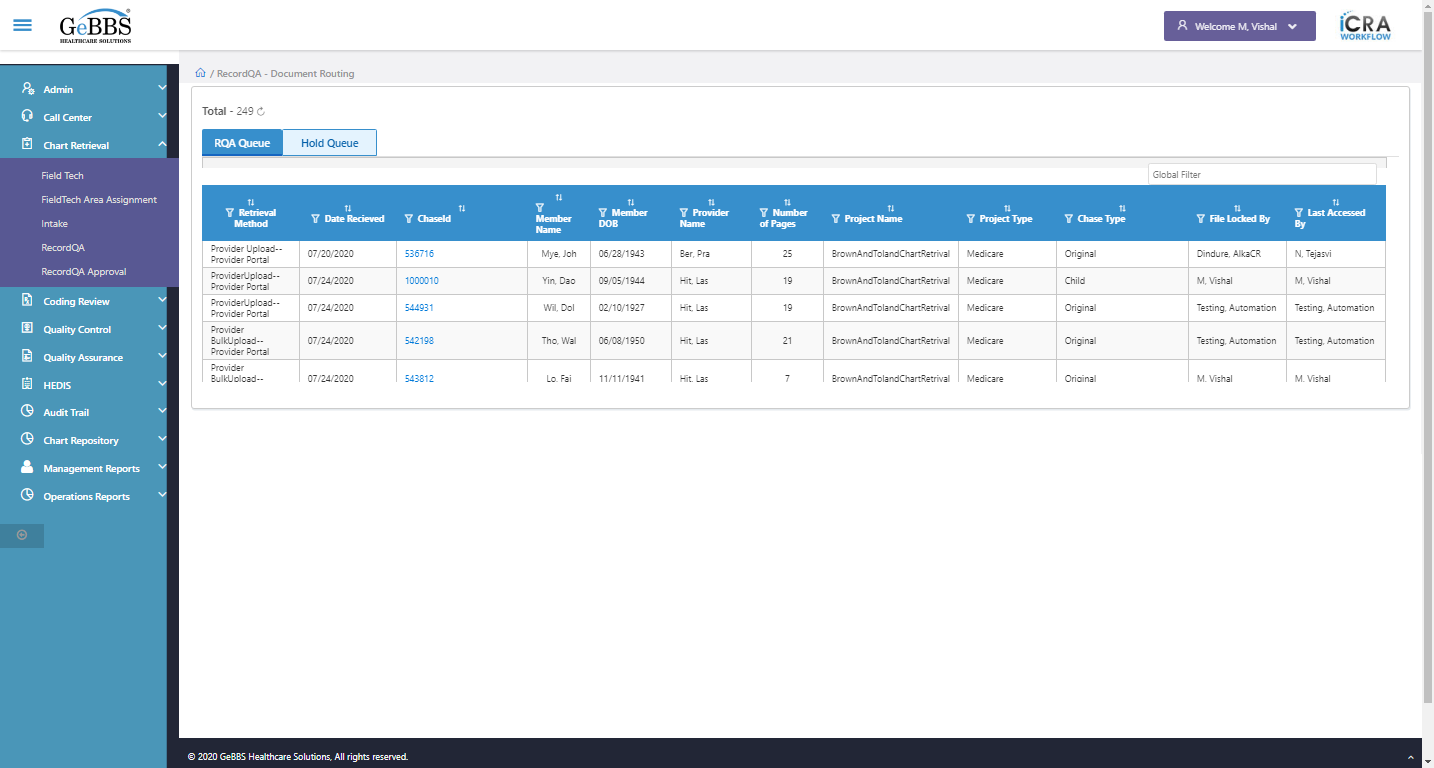 GeBBS
HEALTHCARE SOLUTIONS
Welcome M, Vishal
iCRA
WORKFLOW
Admin
Call Center
Chart Retrieval
Field Tech
FieldTech Area Assignment
Intake
RecordQA
RecordQA Approval
Coding Review
Quality Control
Quality Assurance
HEDIS
Audit Trail
Chart Repository
Management Reports
Operations Reports
/ RecordQA - Document Routing
Total - 249
RQA Queue Hold Queue
Global Filter
Retrieval Method Date Recieved ChaseId Member Name Member DOB Provider Name Number of Pages Project Name Project Type Chase Type File Locked By Last Accessed By
Provider Upload--Provider Portal 07/20/2020 536716 Mye, Joh 06/28/1943 Ber, Pra 25 BrownAndTolandChartRetrival Medicare Original Dindure, AlkaCR N, Tejasvi
ProviderUpload--Provider Portal 07/24/2020 1000010 Yin, Dao 09/05/1944 Hit, Las 19 BrownAndTolandChartRetrival Medicare Child M, Vishal M, Vishal
ProviderUpload--Provider Portal 07/24/2020 544931 Wil, Dol 02/10/1927 Hit, Las 19 BrownAndTolandChartRetrival Medicare Original Testing, Automation Testing, Automation
Provider BulkUpload--Provider Portal 07/24/2020 542198 Tho, Wal 06/08/1950 Hit, Las 21 BrownAndTolandChartRetrival Medicare Original Testing, Automation Testing, Automation
Provider BulkUpload-- 07/24/2020 543812 Lo, Fai 11/11/1941 Hit, Las 7 BrownAndTolandChartRetrival Medicare Original M, Vishal M, Vishal
© 2020 GeBBS Healthcare Solutions, All rights reserved.